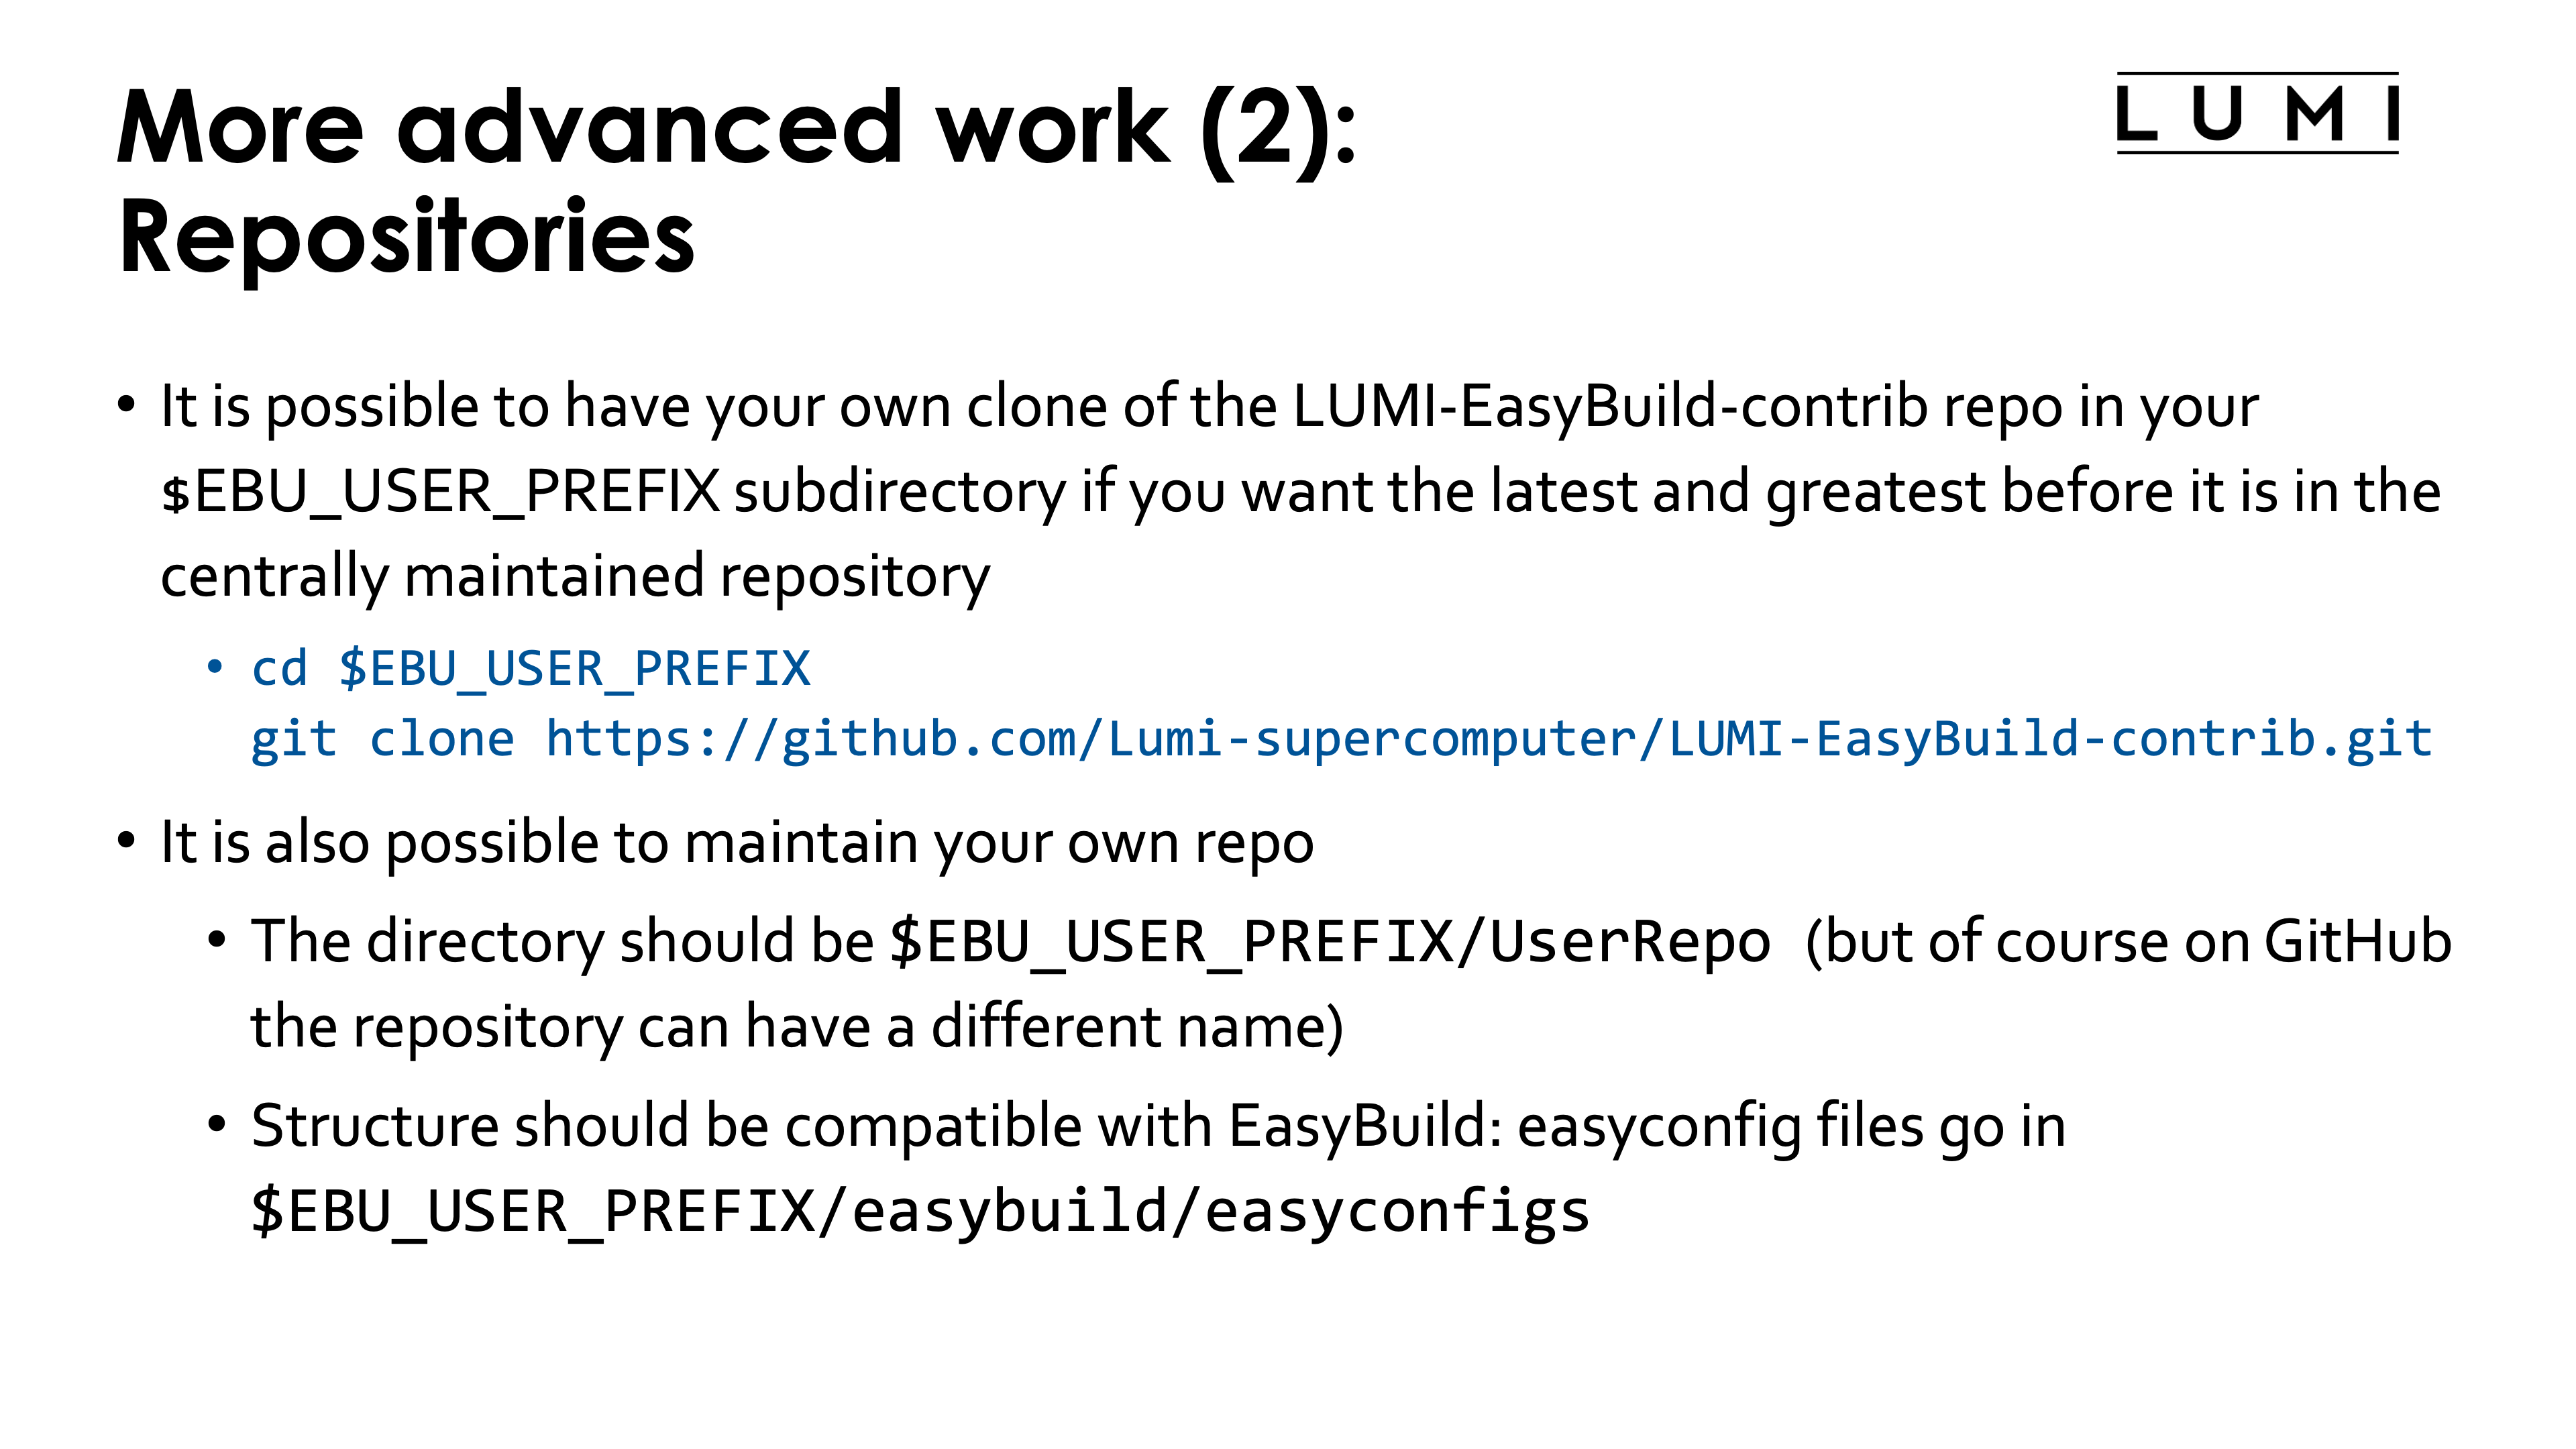 More advanced work (2):
Repositories
LUMI
• It is possible to have your own clone of the LUMI-EasyBuild-contrib repo in your
$EBU_USER_PREFIX subdirectory if you want the latest and greatest before it is in the
centrally maintained repository
• cd $EBU_USER_PREFIX
git clone https://github.com/Lumi-supercomputer/LUMI-EasyBuild-contrib.git
• It is also possible to maintain your own repo
• The directory should be $EBU_USER_PREFIX/UserRepo (but of course on GitHub
the repository can have a different name)
• Structure should be compatible with EasyBuild: easyconfig files go in
$EBU_USER_PREFIX/easybuild/easyconfigs